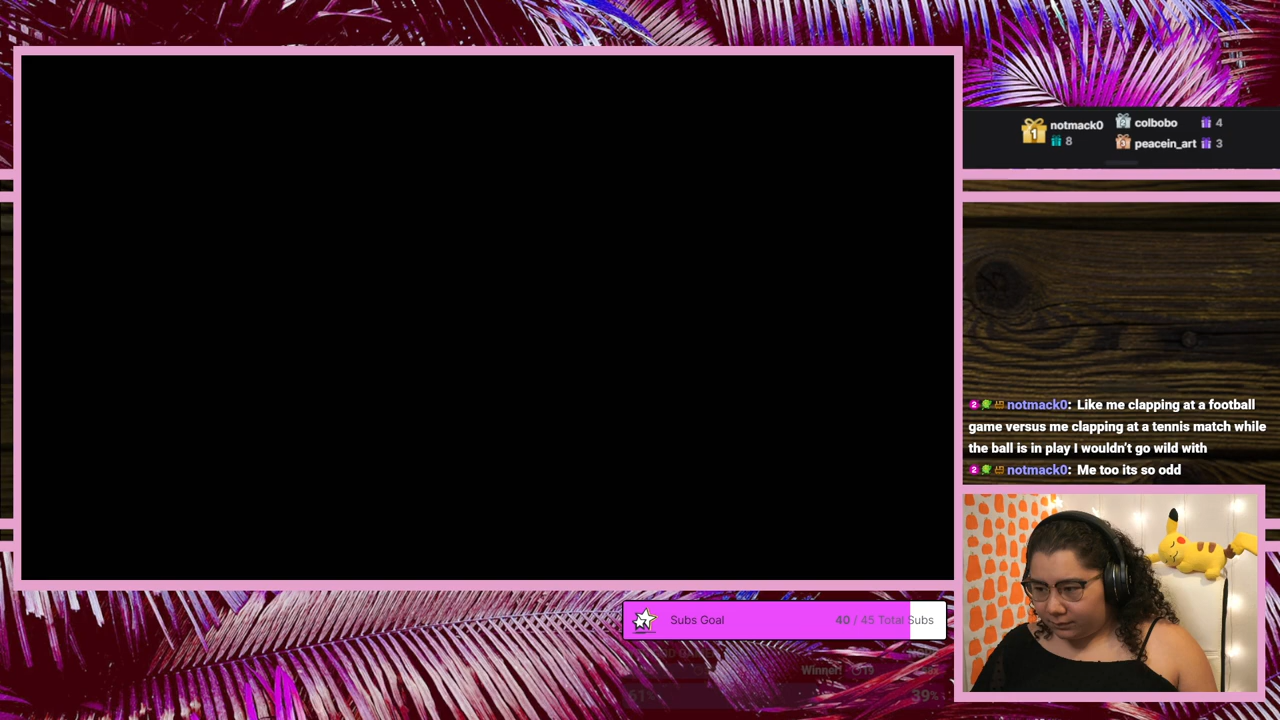 notmack0
8
colbobo 4
peacein_art 3
notmack0: Like me clapping at a football
game versus me clapping at a tennis match while
the ball is in play I wouldn't go wild with
notmack0: Me too its so odd
Subs Goal 40 / 45 Total Subs
Winner!
39%